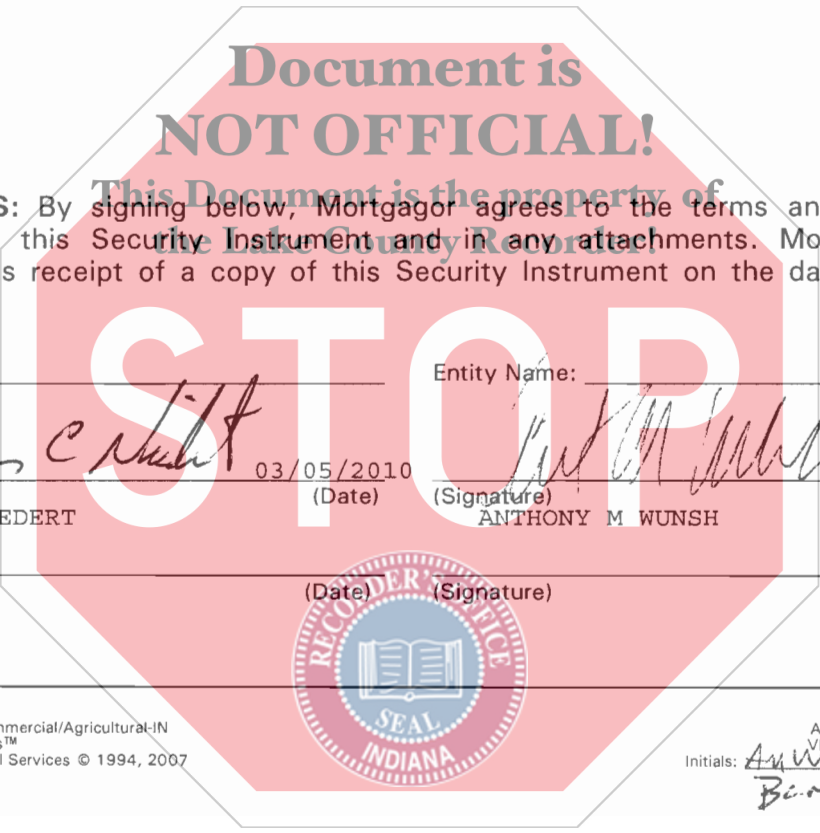 Document is
NOT OFFICIAL!
This Document is the property of
the Lake County Recorder!
S: By signing below, Mortgagor agrees to the terms an
this Security Instrument and in any attachments. Mo
s receipt of a copy of this Security Instrument on the da
STOP
Entity Name:
03/05/2010
(Date) (Signature)
EDERT ANTHONY M WUNSH
(Date) (Signature)
RECORDER'S OFFICE
SEAL
INDIANA
mmercial/Agricultural-IN
s™
l Services © 1994, 2007
Initials: